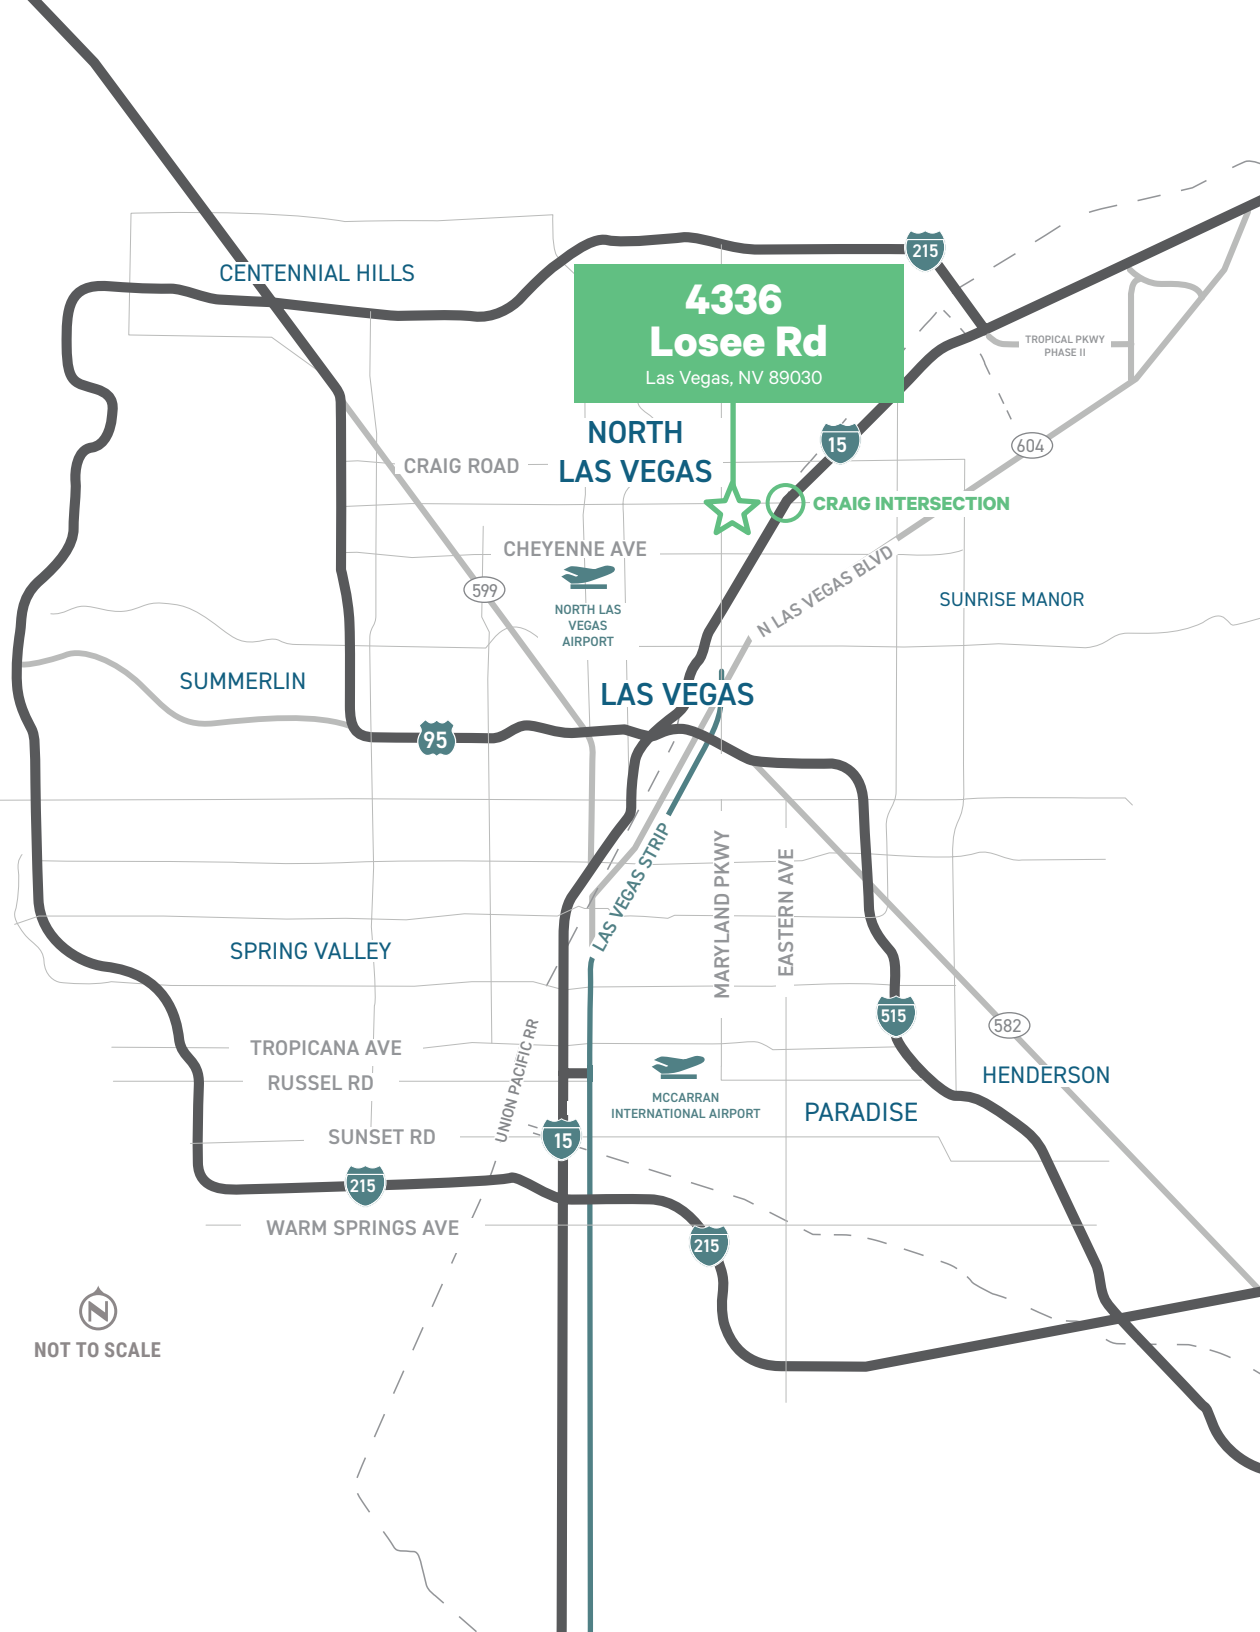 215
CENTENNIAL HILLS
4336
Losee Rd
Las Vegas, NV 89030
TROPICAL PKWY
PHASE II
NORTH
LAS VEGAS
15
604
CRAIG ROAD
CRAIG INTERSECTION
CHEYENNE AVE
599
NORTH LAS
VEGAS
AIRPORT
N LAS VEGAS BLVD
SUNRISE MANOR
SUMMERLIN
LAS VEGAS
95
LAS VEGAS STRIP
MARYLAND PKWY
EASTERN AVE
SPRING VALLEY
515
582
TROPICANA AVE
RUSSEL RD
UNION PACIFIC RR
MCCARRAN
INTERNATIONAL AIRPORT
HENDERSON
PARADISE
SUNSET RD
15
215
WARM SPRINGS AVE
215
N
NOT TO SCALE